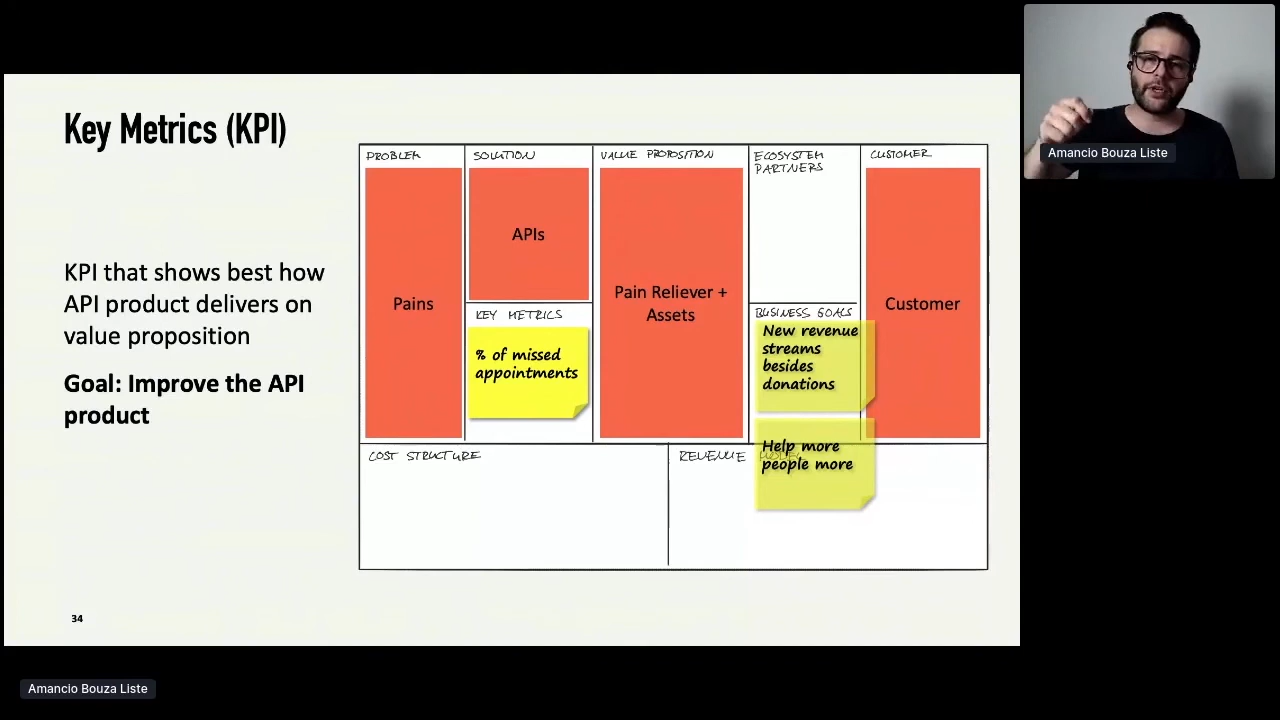 Key Metrics (KPI)
KPI that shows best how
API product delivers on
value proposition
Goal: Improve the API
product
PROBLEM
SOLUTION
VALUE PROPOSITION
ECOSYSTEM
PARTNERS
CUSTOMER
Pains
APIs
Pain Reliever +
Assets
Customer
KEY METRICS
% of missed
appointments
BUSINESS GOALS
New revenue
streams
besides
donations
Help more
people more
COST STRUCTURE
REVENUE
34
Amancio Bouza Liste
Amancio Bouza Liste